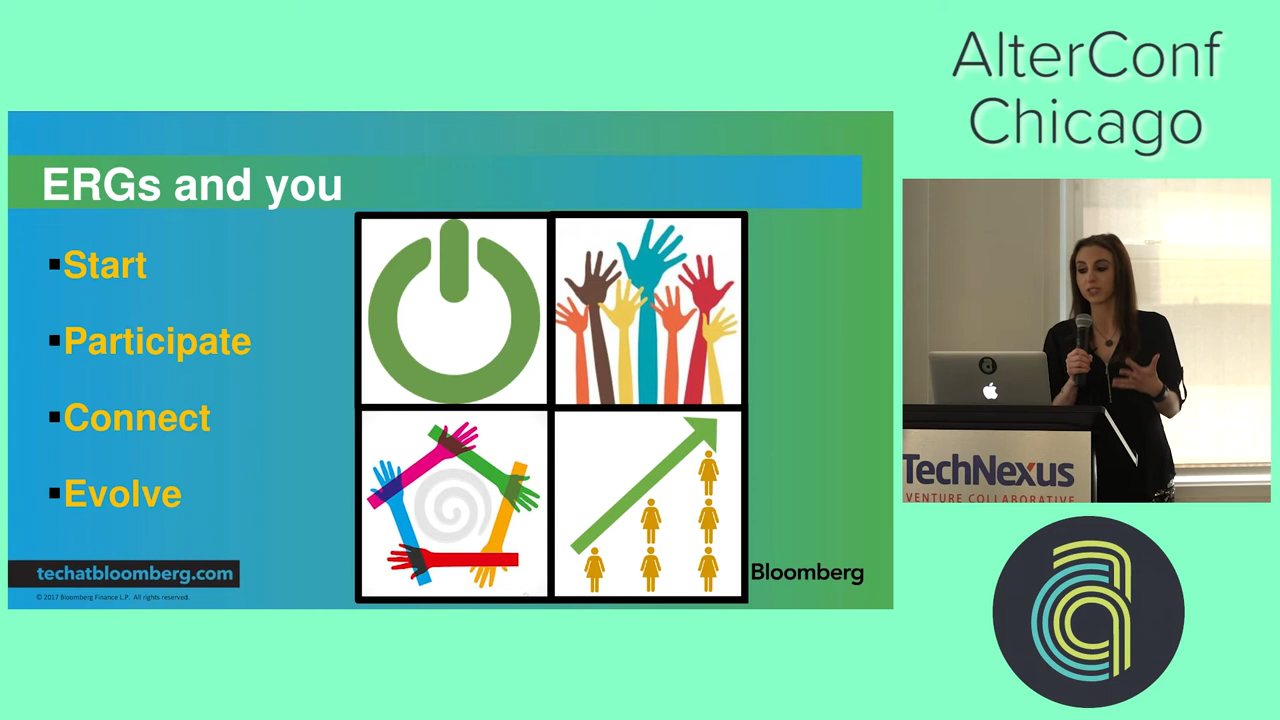 AlterConf
Chicago
ERGs and you
▪Start
▪Participate
▪Connect
▪Evolve
techatbloomberg.com
© 2017 Bloomberg Finance L.P. All rights reserved.
Bloomberg
TechNexus
VENTURE COLLABORATIVE